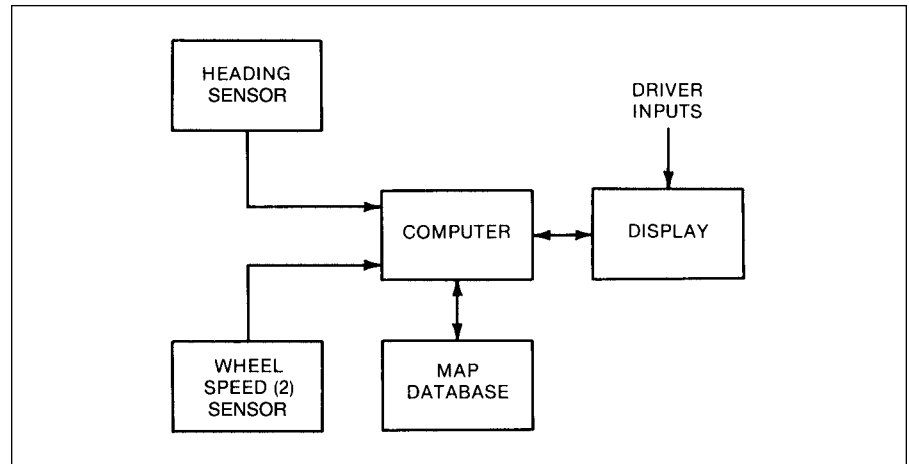 HEADING
SENSOR
DRIVER
INPUTS
COMPUTER
DISPLAY
WHEEL
SPEED (2)
SENSOR
MAP
DATABASE